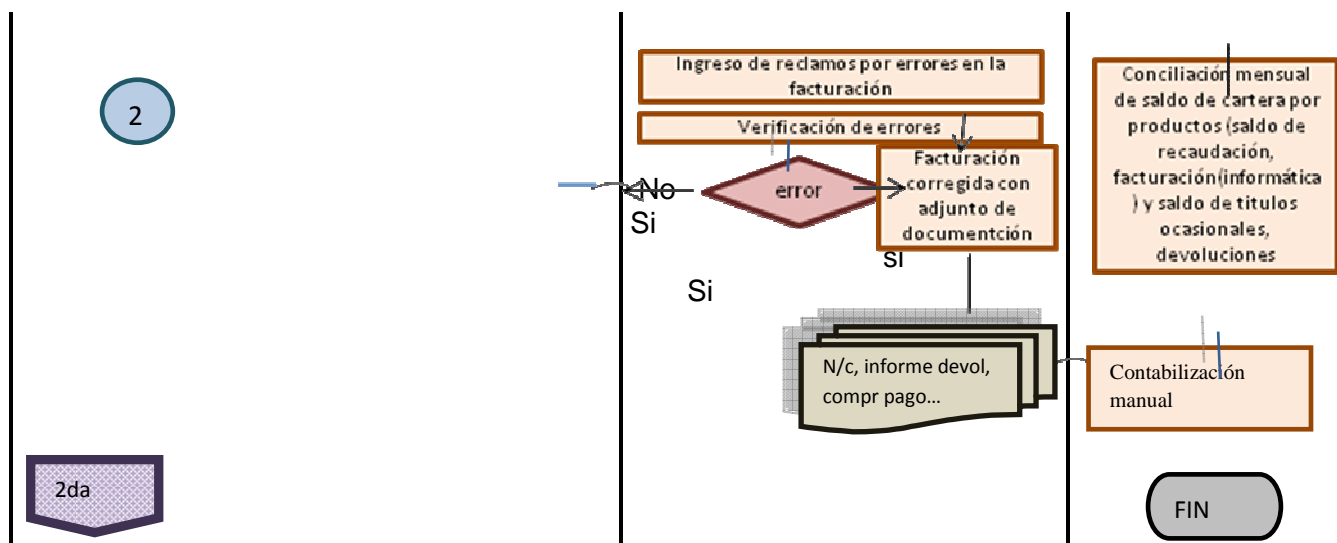 2
2da
Ingreso de reclamos por errores en la
facturación
Verificación de errores
error
No
Si
Facturación
corregida con
adjunto de
documentción
si
Si
N/c, informe devol,
compr pago…
Conciliación mensual
de saldo de cartera por
productos (saldo de
recaudación,
facturación(informática
) y saldo de titulos
ocasionales,
devoluciones
Contabilización
manual
FIN